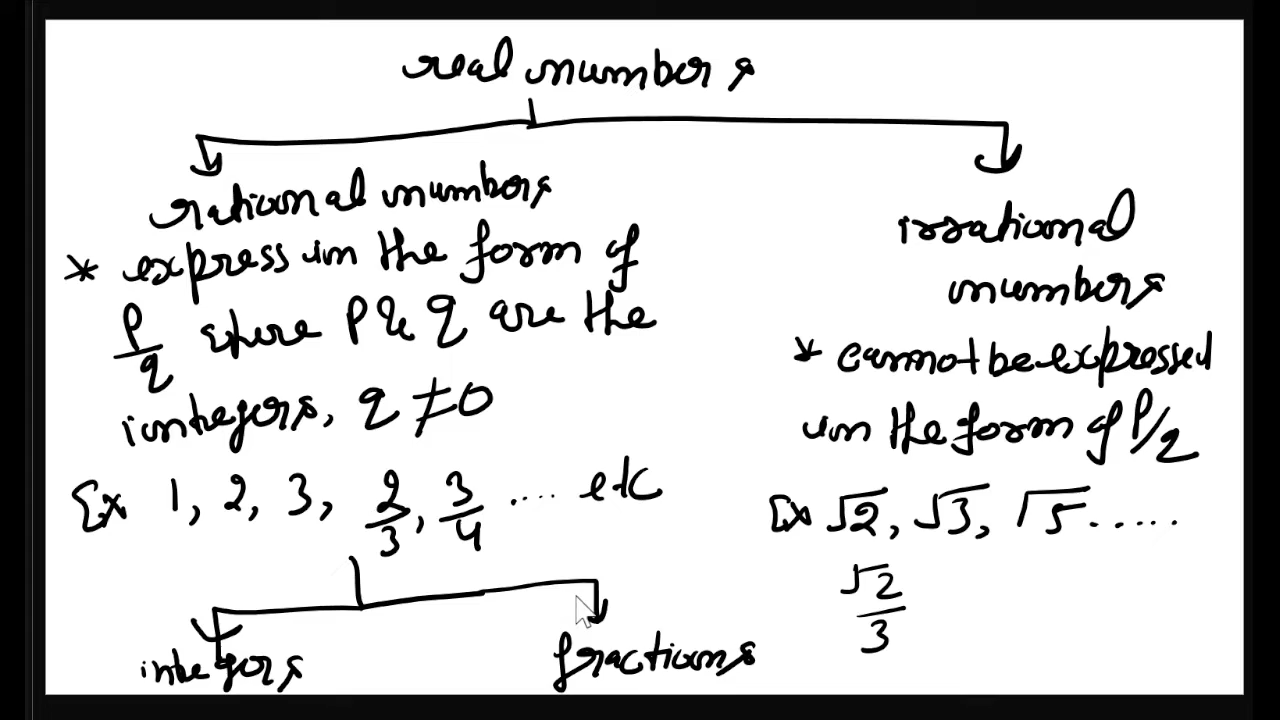 real numbers
rational numbers
* express in the form of
p/q where p & q are the
integers, q ≠ 0
Ex 1, 2, 3, 2/3, 3/4 .... etc
integers
fractions
irrational
numbers
* cannot be expressed
in the form of p/q
Ex √2, √3, √5.....
√2/3